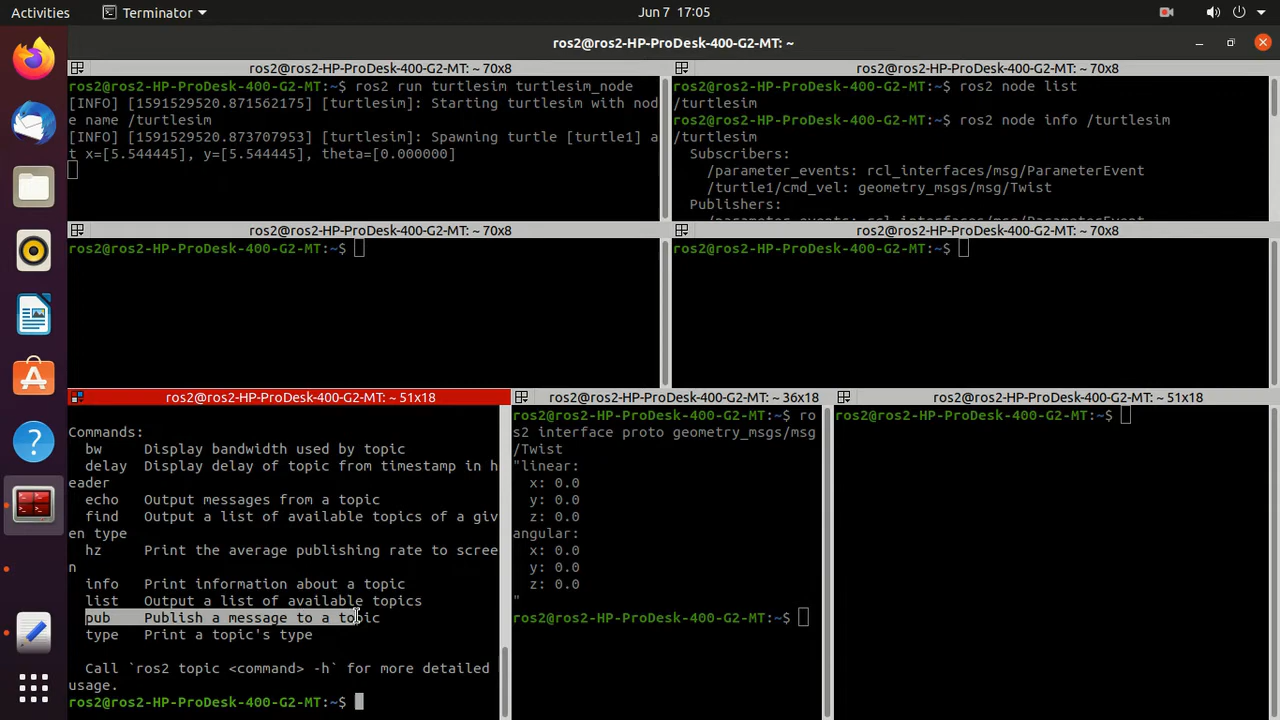 Activities
Terminator
Jun 7 17:05
ros2@ros2-HP-ProDesk-400-G2-MT: ~
ros2@ros2-HP-ProDesk-400-G2-MT: ~ 70x8
ros2@ros2-HP-ProDesk-400-G2-MT:~$ ros2 run turtlesim turtlesim_node
[INFO] [1591529520.871562175] [turtlesim]: Starting turtlesim with nod
e name /turtlesim
[INFO] [1591529520.873707953] [turtlesim]: Spawning turtle [turtle1] a
t x=[5.544445], y=[5.544445], theta=[0.000000]
ros2@ros2-HP-ProDesk-400-G2-MT: ~ 70x8
ros2@ros2-HP-ProDesk-400-G2-MT:~$ ros2 node list
/turtlesim
ros2@ros2-HP-ProDesk-400-G2-MT:~$ ros2 node info /turtlesim
/turtlesim
  Subscribers:
    /parameter_events: rcl_interfaces/msg/ParameterEvent
    /turtle1/cmd_vel: geometry_msgs/msg/Twist
  Publishers:
    /parameter_events: rcl_interfaces/msg/ParameterEvent
ros2@ros2-HP-ProDesk-400-G2-MT: ~ 70x8
ros2@ros2-HP-ProDesk-400-G2-MT:~$
ros2@ros2-HP-ProDesk-400-G2-MT: ~ 70x8
ros2@ros2-HP-ProDesk-400-G2-MT:~$
ros2@ros2-HP-ProDesk-400-G2-MT: ~ 51x18
Commands:
  bw     Display bandwidth used by topic
  delay  Display delay of topic from timestamp in h
eader
  echo   Output messages from a topic
  find   Output a list of available topics of a giv
en type
  hz     Print the average publishing rate to scree
n
  info   Print information about a topic
  list   Output a list of available topics
  pub    Publish a message to a topic
  type   Print a topic's type
  Call `ros2 topic <command> -h` for more detailed
usage.
ros2@ros2-HP-ProDesk-400-G2-MT:~$
ros2@ros2-HP-ProDesk-400-G2-MT: ~ 36x18
ros2@ros2-HP-ProDesk-400-G2-MT:~$ ro
s2 interface proto geometry_msgs/msg
/Twist
"linear:
  x: 0.0
  y: 0.0
  z: 0.0
angular:
  x: 0.0
  y: 0.0
  z: 0.0
"
ros2@ros2-HP-ProDesk-400-G2-MT:~$
ros2@ros2-HP-ProDesk-400-G2-MT: ~ 51x18
ros2@ros2-HP-ProDesk-400-G2-MT:~$